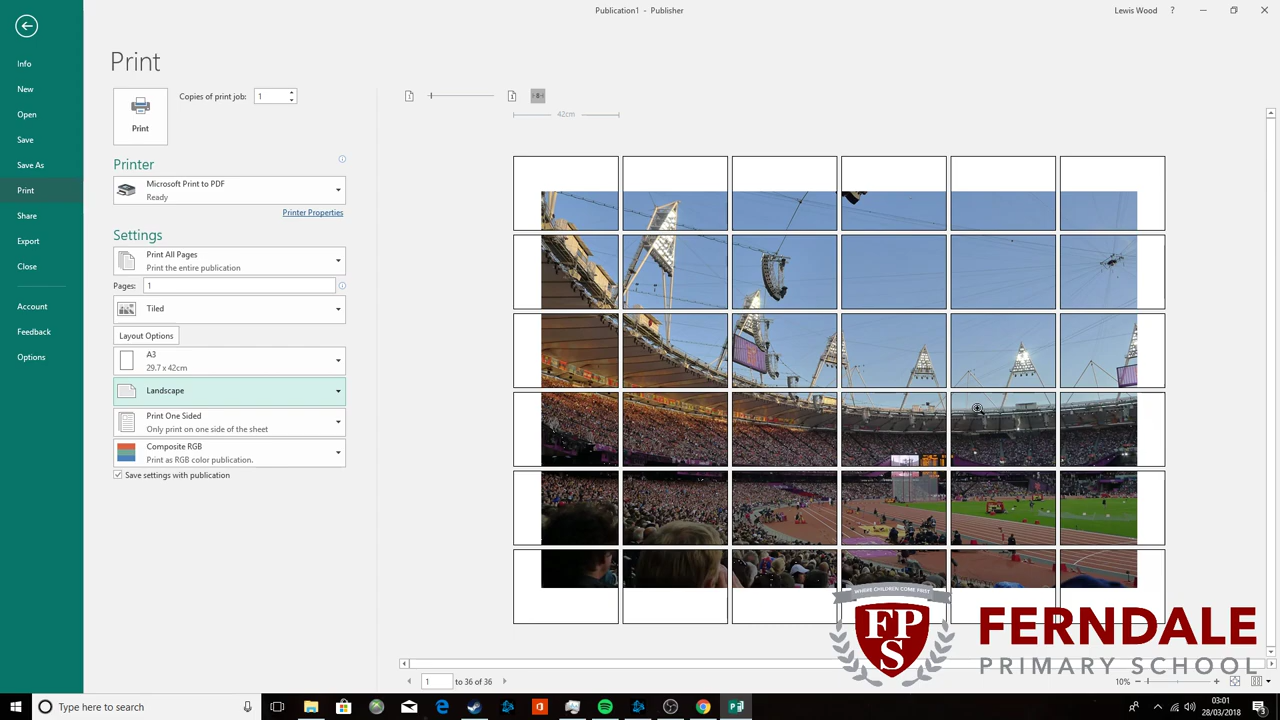 Publication1 - Publisher
Lewis Wood
?
Info
New
Open
Save
Save As
Print
Share
Export
Close
Account
Feedback
Options
Print
Print
Copies of print job: 1
Printer
Microsoft Print to PDF
Ready
Printer Properties
Settings
Print All Pages
Print the entire publication
Pages: 1
Tiled
Layout Options
A3
29.7 x 42cm
Landscape
Print One Sided
Only print on one side of the sheet
Composite RGB
Print as RGB color publication.
Save settings with publication
42cm
1 to 36 of 36
10%
WHERE CHILDREN COME FIRST
FPS
FERNDALE
PRIMARY SCHOOL
Type here to search
03:01
28/03/2018